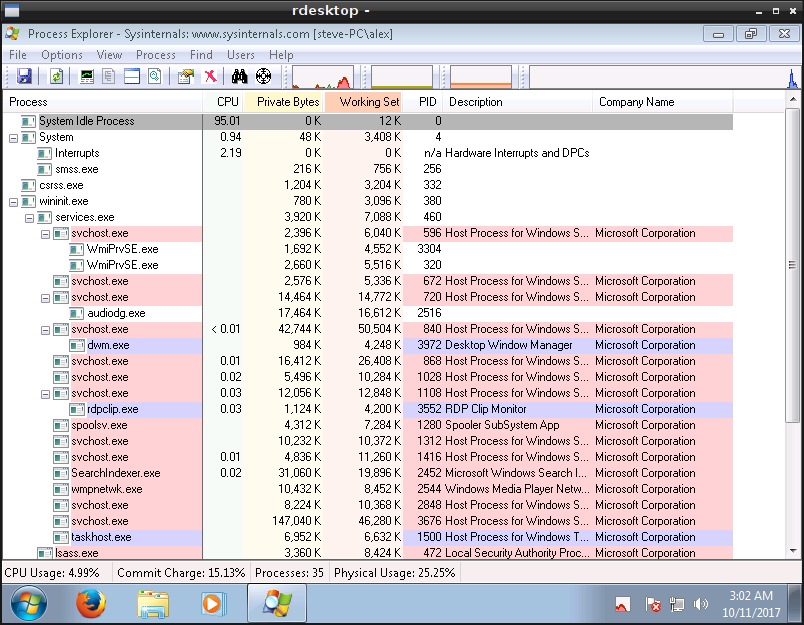 rdesktop -
Process Explorer - Sysinternals: www.sysinternals.com [steve-PC\alex]
File Options View Process Find Users Help
Process CPU Private Bytes Working Set PID Description Company Name
System Idle Process 95.01 0 K 12 K 0
System 0.94 48 K 3,408 K 4
Interrupts 2.19 0 K 0 K n/a Hardware Interrupts and DPCs
smss.exe 216 K 756 K 256
csrss.exe 1,204 K 3,204 K 332
wininit.exe 780 K 3,096 K 380
services.exe 3,920 K 7,088 K 460
svchost.exe 2,396 K 6,040 K 596 Host Process for Windows S... Microsoft Corporation
WmiPrvSE.exe 1,692 K 4,552 K 3304
WmiPrvSE.exe 2,660 K 5,516 K 320
svchost.exe 2,576 K 5,336 K 672 Host Process for Windows S... Microsoft Corporation
svchost.exe 14,464 K 14,772 K 720 Host Process for Windows S... Microsoft Corporation
audiodg.exe 17,464 K 16,612 K 2516
svchost.exe < 0.01 42,744 K 50,504 K 840 Host Process for Windows S... Microsoft Corporation
dwm.exe 984 K 4,248 K 3972 Desktop Window Manager Microsoft Corporation
svchost.exe 0.01 16,412 K 26,408 K 868 Host Process for Windows S... Microsoft Corporation
svchost.exe 0.02 5,496 K 10,284 K 1028 Host Process for Windows S... Microsoft Corporation
svchost.exe 0.03 12,056 K 12,848 K 1108 Host Process for Windows S... Microsoft Corporation
rdpclip.exe 0.03 1,124 K 4,200 K 3552 RDP Clip Monitor Microsoft Corporation
spoolsv.exe 4,312 K 7,284 K 1280 Spooler SubSystem App Microsoft Corporation
svchost.exe 10,232 K 10,372 K 1312 Host Process for Windows S... Microsoft Corporation
svchost.exe 0.01 4,836 K 11,260 K 1416 Host Process for Windows S... Microsoft Corporation
SearchIndexer.exe 0.02 31,060 K 19,896 K 2452 Microsoft Windows Search I... Microsoft Corporation
wmpnetwk.exe 10,432 K 8,452 K 2544 Windows Media Player Netw... Microsoft Corporation
svchost.exe 8,224 K 10,368 K 2848 Host Process for Windows S... Microsoft Corporation
svchost.exe 147,040 K 46,280 K 3676 Host Process for Windows S... Microsoft Corporation
taskhost.exe 6,952 K 6,632 K 1500 Host Process for Windows T... Microsoft Corporation
lsass.exe 3,360 K 8,424 K 472 Local Security Authority Proc... Microsoft Corporation
CPU Usage: 4.99% Commit Charge: 15.13% Processes: 35 Physical Usage: 25.25%
3:02 AM
10/11/2017